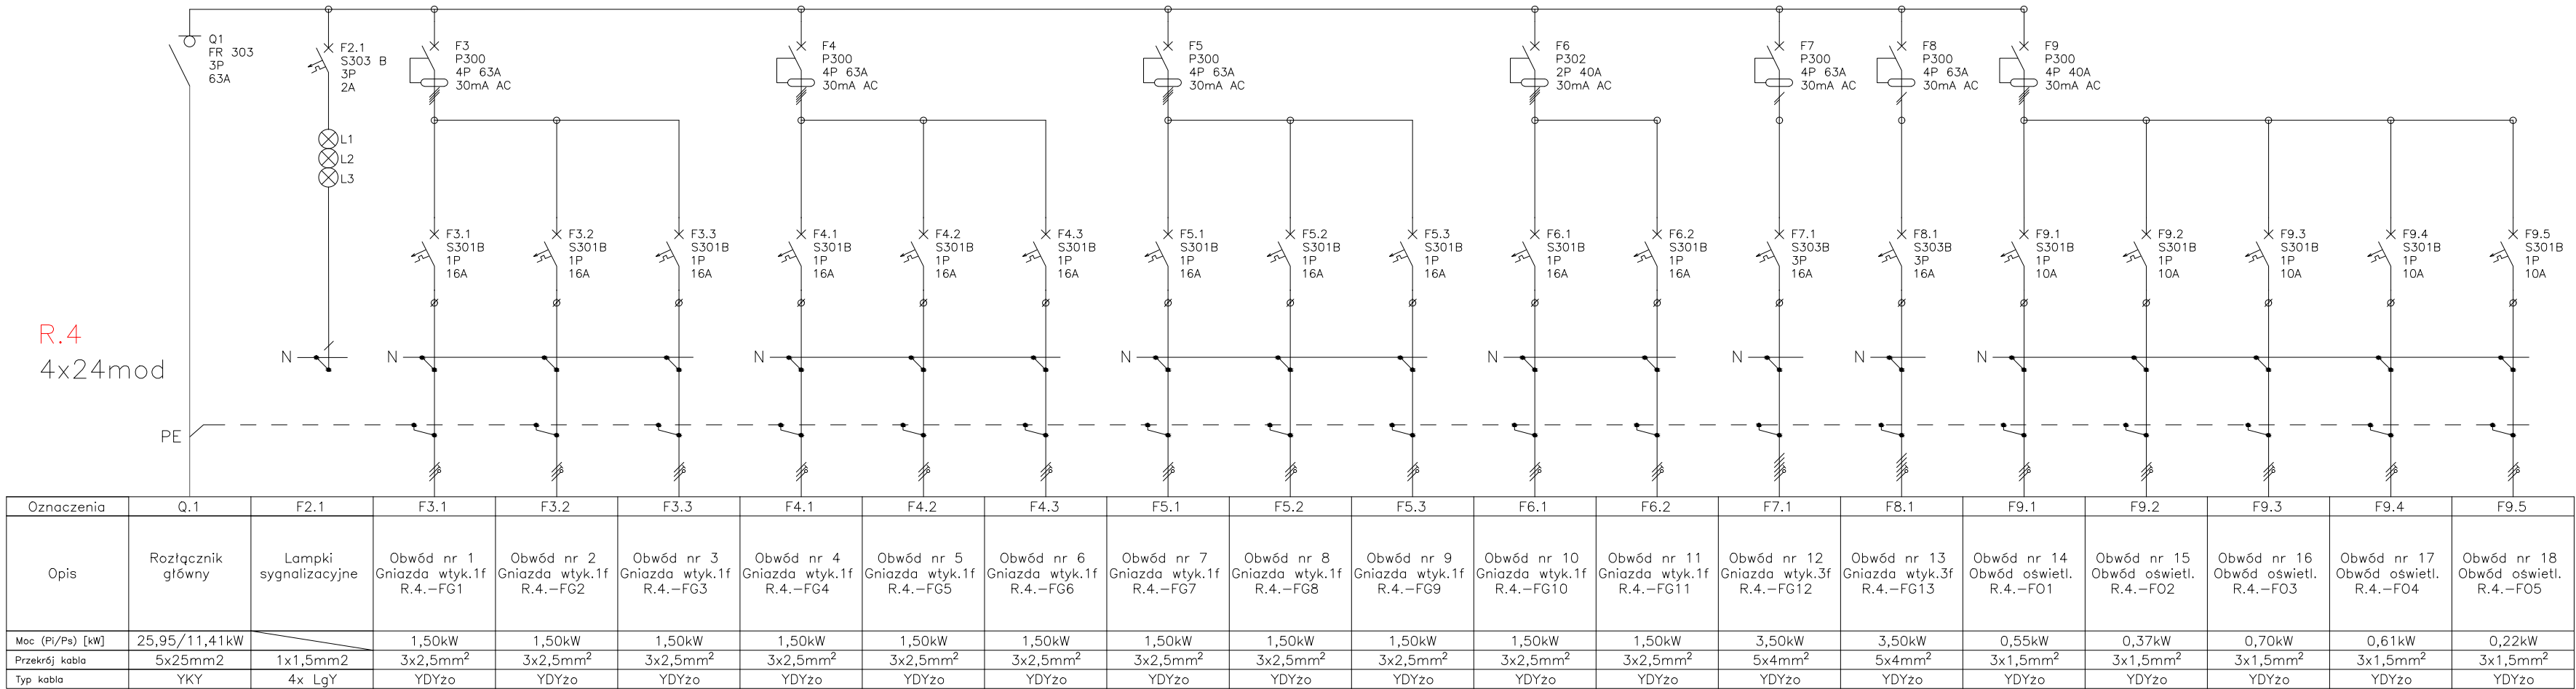 Q1
FR 303
3P
63A
F2.1
S303 B
3P
2A
F3
P300
4P 63A
30mA AC
F4
P300
4P 63A
30mA AC
F5
P300
4P 63A
30mA AC
F6
P302
2P 40A
30mA AC
F7
P300
4P 63A
30mA AC
F8
P300
4P 63A
30mA AC
F9
P300
4P 40A
30mA AC
L1
L2
L3
F3.1
S301B
1P
16A
F3.2
S301B
1P
16A
F3.3
S301B
1P
16A
F4.1
S301B
1P
16A
F4.2
S301B
1P
16A
F4.3
S301B
1P
16A
F5.1
S301B
1P
16A
F5.2
S301B
1P
16A
F5.3
S301B
1P
16A
F6.1
S301B
1P
16A
F6.2
S301B
1P
16A
F7.1
S303B
3P
16A
F8.1
S303B
3P
16A
F9.1
S301B
1P
10A
F9.2
S301B
1P
10A
F9.3
S301B
1P
10A
F9.4
S301B
1P
10A
F9.5
S301B
1P
10A
R.4
4x24mod
N N N N N N N N
PE
Oznaczenia Q.1 F2.1 F3.1 F3.2 F3.3 F4.1 F4.2 F4.3 F5.1 F5.2 F5.3 F6.1 F6.2 F7.1 F8.1 F9.1 F9.2 F9.3 F9.4 F9.5
Opis
Rozłącznik
główny
Lampki
sygnalizacyjne
Obwód nr 1
Gniazda wtyk.1f
R.4.-FG1
Obwód nr 2
Gniazda wtyk.1f
R.4.-FG2
Obwód nr 3
Gniazda wtyk.1f
R.4.-FG3
Obwód nr 4
Gniazda wtyk.1f
R.4.-FG4
Obwód nr 5
Gniazda wtyk.1f
R.4.-FG5
Obwód nr 6
Gniazda wtyk.1f
R.4.-FG6
Obwód nr 7
Gniazda wtyk.1f
R.4.-FG7
Obwód nr 8
Gniazda wtyk.1f
R.4.-FG8
Obwód nr 9
Gniazda wtyk.1f
R.4.-FG9
Obwód nr 10
Gniazda wtyk.1f
R.4.-FG10
Obwód nr 11
Gniazda wtyk.1f
R.4.-FG11
Obwód nr 12
Gniazda wtyk.3f
R.4.-FG12
Obwód nr 13
Gniazda wtyk.3f
R.4.-FG13
Obwód nr 14
Obwód oświetl.
R.4.-FO1
Obwód nr 15
Obwód oświetl.
R.4.-FO2
Obwód nr 16
Obwód oświetl.
R.4.-FO3
Obwód nr 17
Obwód oświetl.
R.4.-FO4
Obwód nr 18
Obwód oświetl.
R.4.-FO5
Moc (Pi/Ps) [kW] 25,95/11,41kW 1,50kW 1,50kW 1,50kW 1,50kW 1,50kW 1,50kW 1,50kW 1,50kW 1,50kW 1,50kW 1,50kW 3,50kW 3,50kW 0,55kW 0,37kW 0,70kW 0,61kW 0,22kW
Przekrój kabla 5x25mm2 1x1,5mm2 3x2,5mm² 3x2,5mm² 3x2,5mm² 3x2,5mm² 3x2,5mm² 3x2,5mm² 3x2,5mm² 3x2,5mm² 3x2,5mm² 3x2,5mm² 3x2,5mm² 5x4mm² 5x4mm² 3x1,5mm² 3x1,5mm² 3x1,5mm² 3x1,5mm² 3x1,5mm²
Typ kabla YKY 4x LgY YDYżo YDYżo YDYżo YDYżo YDYżo YDYżo YDYżo YDYżo YDYżo YDYżo YDYżo YDYżo YDYżo YDYżo YDYżo YDYżo YDYżo YDYżo